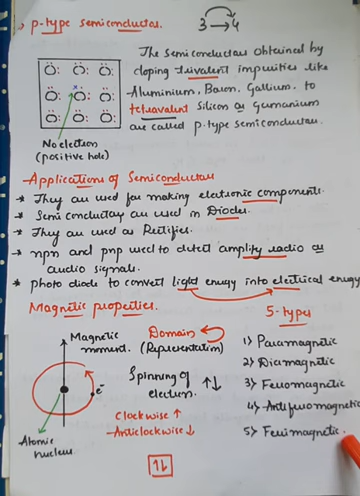 p-type semiconductor.
3 → 4
The semiconductor obtained by
doping trivalent impurities like
Aluminium, Boron, Gallium. to
tetravalent Silicon or Germanium
are called p-type semiconductor.
No electron
(positive hole)
Applications of Semiconductors
* They are used for making electronic components.
* Semiconductors are used in Diodes.
* They are used as Rectifier.
→ npn and pnp used to detect amplify radio or
audio signals.
* photo diode to convert light energy into electrical energy
Magnetic properties.
5-types
Magnetic
moment.
Domain
(Representation)
Spinning of ↑↓
electron.
Clockwise ↑
-Anticlockwise ↓
e-
Atomic
nucleus.
1) Paramagnetic
2) Diamagnetic
3) Ferromagnetic
4) Antiferromagnetic
5) Ferrimagnetic.
↑↓